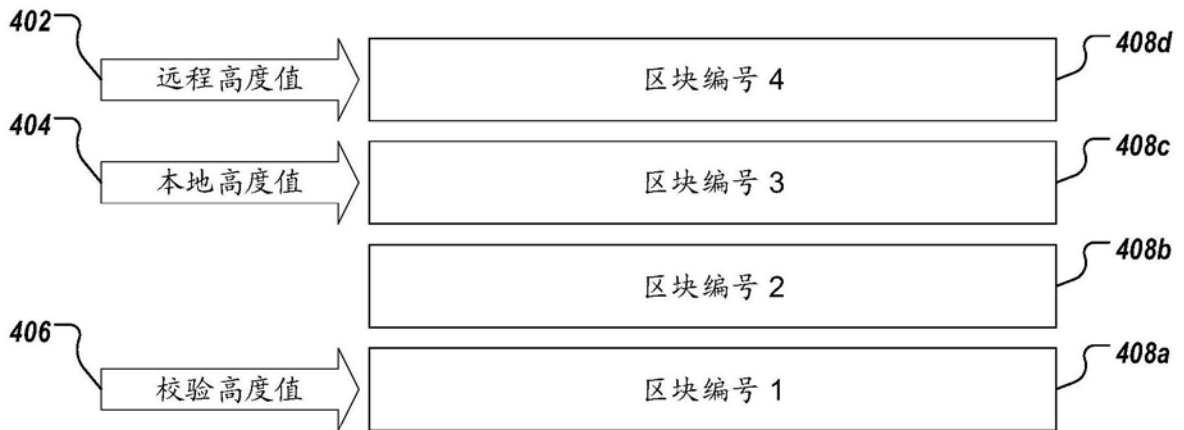 402
远程高度值
区块编号 4
408d
404
本地高度值
区块编号 3
408c
区块编号 2
408b
406
校验高度值
区块编号 1
408a